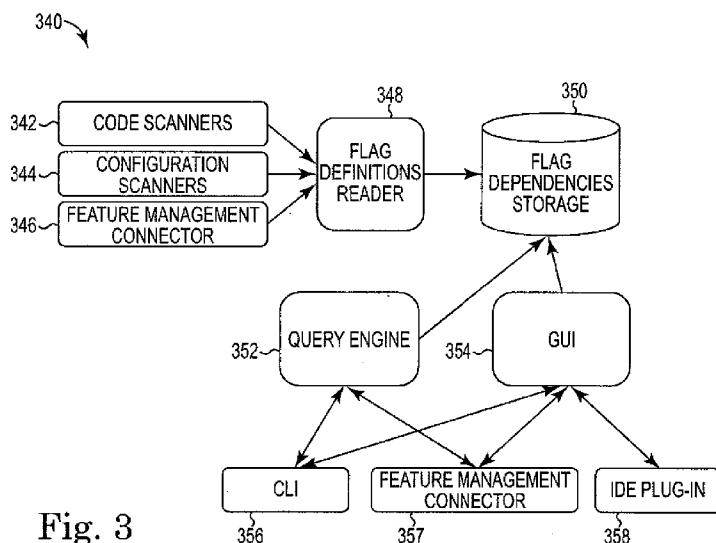 340
342
CODE SCANNERS
344
CONFIGURATION
SCANNERS
346
FEATURE MANAGEMENT
CONNECTOR
348
FLAG
DEFINITIONS
READER
350
FLAG
DEPENDENCIES
STORAGE
352
QUERY ENGINE
354
GUI
CLI
356
FEATURE MANAGEMENT
CONNECTOR
357
IDE PLUG-IN
358
Fig. 3